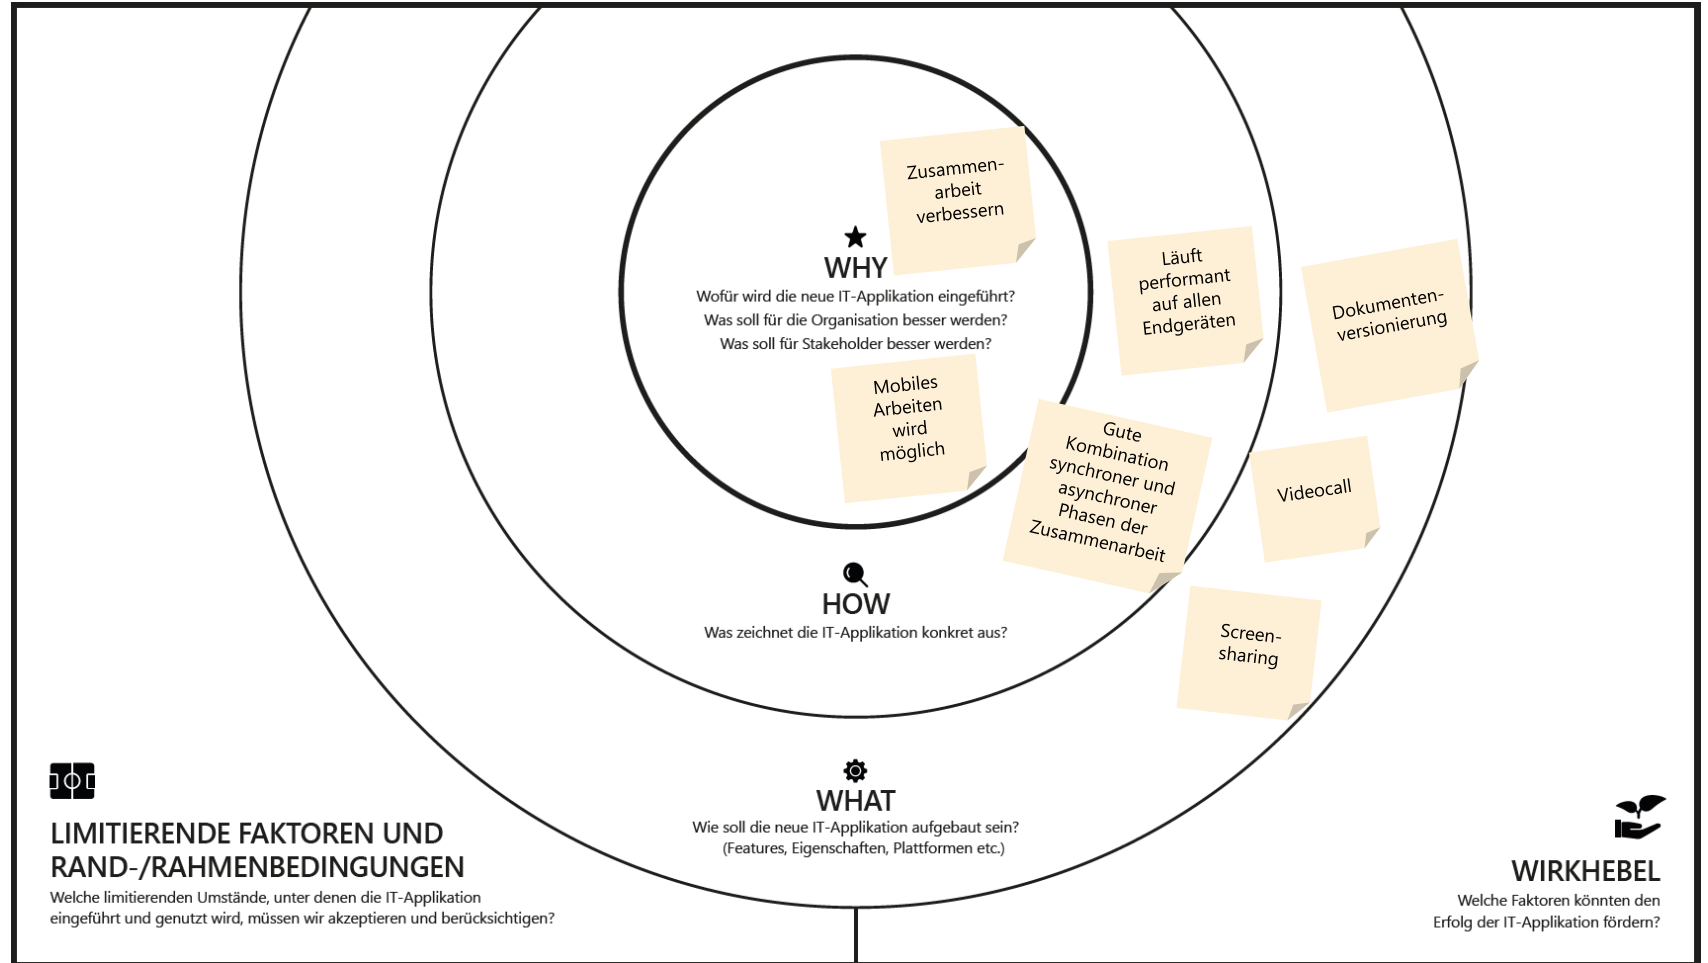 Zusammen-
arbeit
verbessern
WHY
Wofür wird die neue IT-Applikation eingeführt?
Was soll für die Organisation besser werden?
Was soll für Stakeholder besser werden?
Mobiles
Arbeiten
wird
möglich
Läuft
performant
auf allen
Endgeräten
Dokumenten-
versionierung
Gute
Kombination
synchroner und
asynchroner
Phasen der
Zusammenarbeit
Videocall
Screen-
sharing
HOW
Was zeichnet die IT-Applikation konkret aus?
WHAT
Wie soll die neue IT-Applikation aufgebaut sein?
(Features, Eigenschaften, Plattformen etc.)
LIMITIERENDE FAKTOREN UND
RAND-/RAHMENBEDINGUNGEN
Welche limitierenden Umstände, unter denen die IT-Applikation
eingeführt und genutzt wird, müssen wir akzeptieren und berücksichtigen?
WIRKHEBEL
Welche Faktoren könnten den
Erfolg der IT-Applikation fördern?